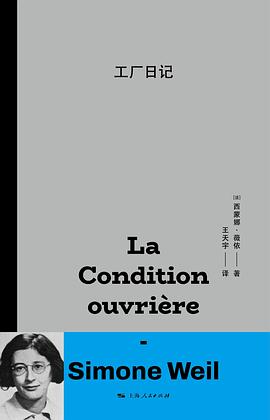 工厂日记
[法] 西蒙娜·薇依 —— 著
王天宇 —— 译
La
Condition
ouvrière
-
Simone Weil
上海人民出版社